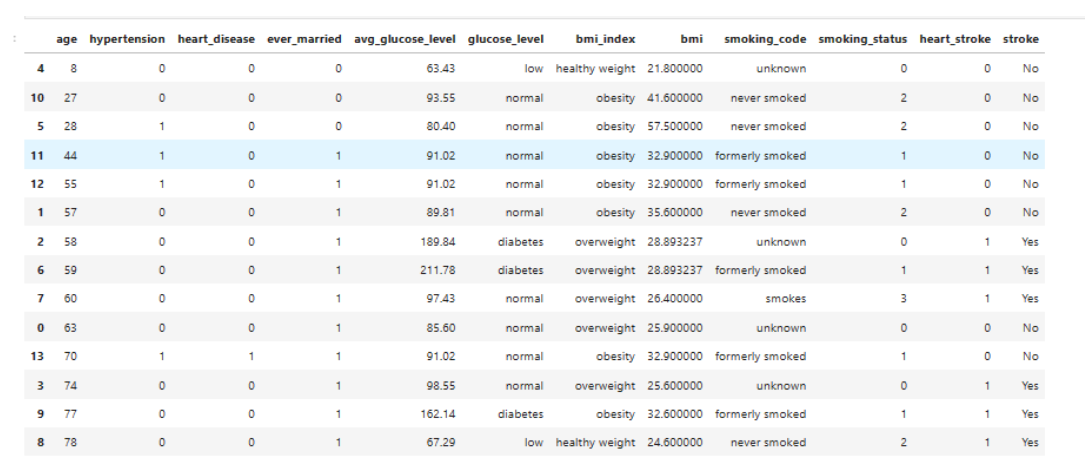 age hypertension heart_disease ever_married avg_glucose_level glucose_level bmi_index bmi smoking_code smoking_status heart_stroke stroke
4 8 0 0 0 63.43 low healthy weight 21.800000 unknown 0 0 No
10 27 0 0 0 93.55 normal obesity 41.600000 never smoked 2 0 No
5 28 1 0 0 80.40 normal obesity 57.500000 never smoked 2 0 No
11 44 1 0 1 91.02 normal obesity 32.900000 formerly smoked 1 0 No
12 55 1 0 1 91.02 normal obesity 32.900000 formerly smoked 1 0 No
1 57 0 0 1 89.81 normal obesity 35.600000 never smoked 2 0 No
2 58 0 0 1 189.84 diabetes overweight 28.893237 unknown 0 1 Yes
6 59 0 0 1 211.78 diabetes overweight 28.893237 formerly smoked 1 1 Yes
7 60 0 0 1 97.43 normal overweight 26.400000 smokes 3 1 Yes
0 63 0 0 1 85.60 normal overweight 25.900000 unknown 0 0 No
13 70 1 1 1 91.02 normal obesity 32.900000 formerly smoked 1 0 No
3 74 0 0 1 98.55 normal overweight 25.600000 unknown 0 1 Yes
9 77 0 0 1 162.14 diabetes obesity 32.600000 formerly smoked 1 1 Yes
8 78 0 0 1 67.29 low healthy weight 24.600000 never smoked 2 1 Yes